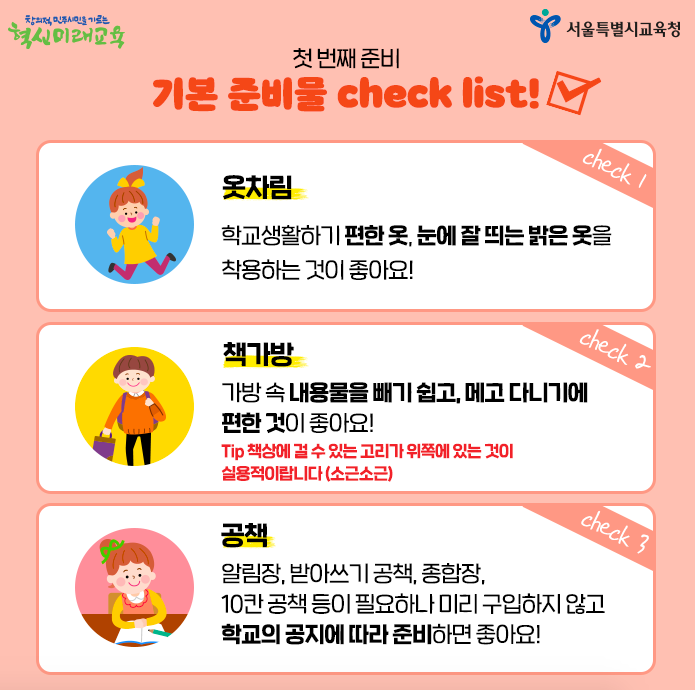 창의적 민주시민을 기르는
혁신미래교육
서울특별시교육청
첫 번째 준비
기본 준비물 check list!
check 1
옷차림
학교생활하기 편한 옷, 눈에 잘 띄는 밝은 옷을
착용하는 것이 좋아요!
check 2
책가방
가방 속 내용물을 빼기 쉽고, 메고 다니기에
편한 것이 좋아요!
Tip 책상에 걸 수 있는 고리가 위쪽에 있는 것이
실용적이랍니다 (소근소근)
check 3
공책
알림장, 받아쓰기 공책, 종합장,
10칸 공책 등이 필요하나 미리 구입하지 않고
학교의 공지에 따라 준비하면 좋아요!